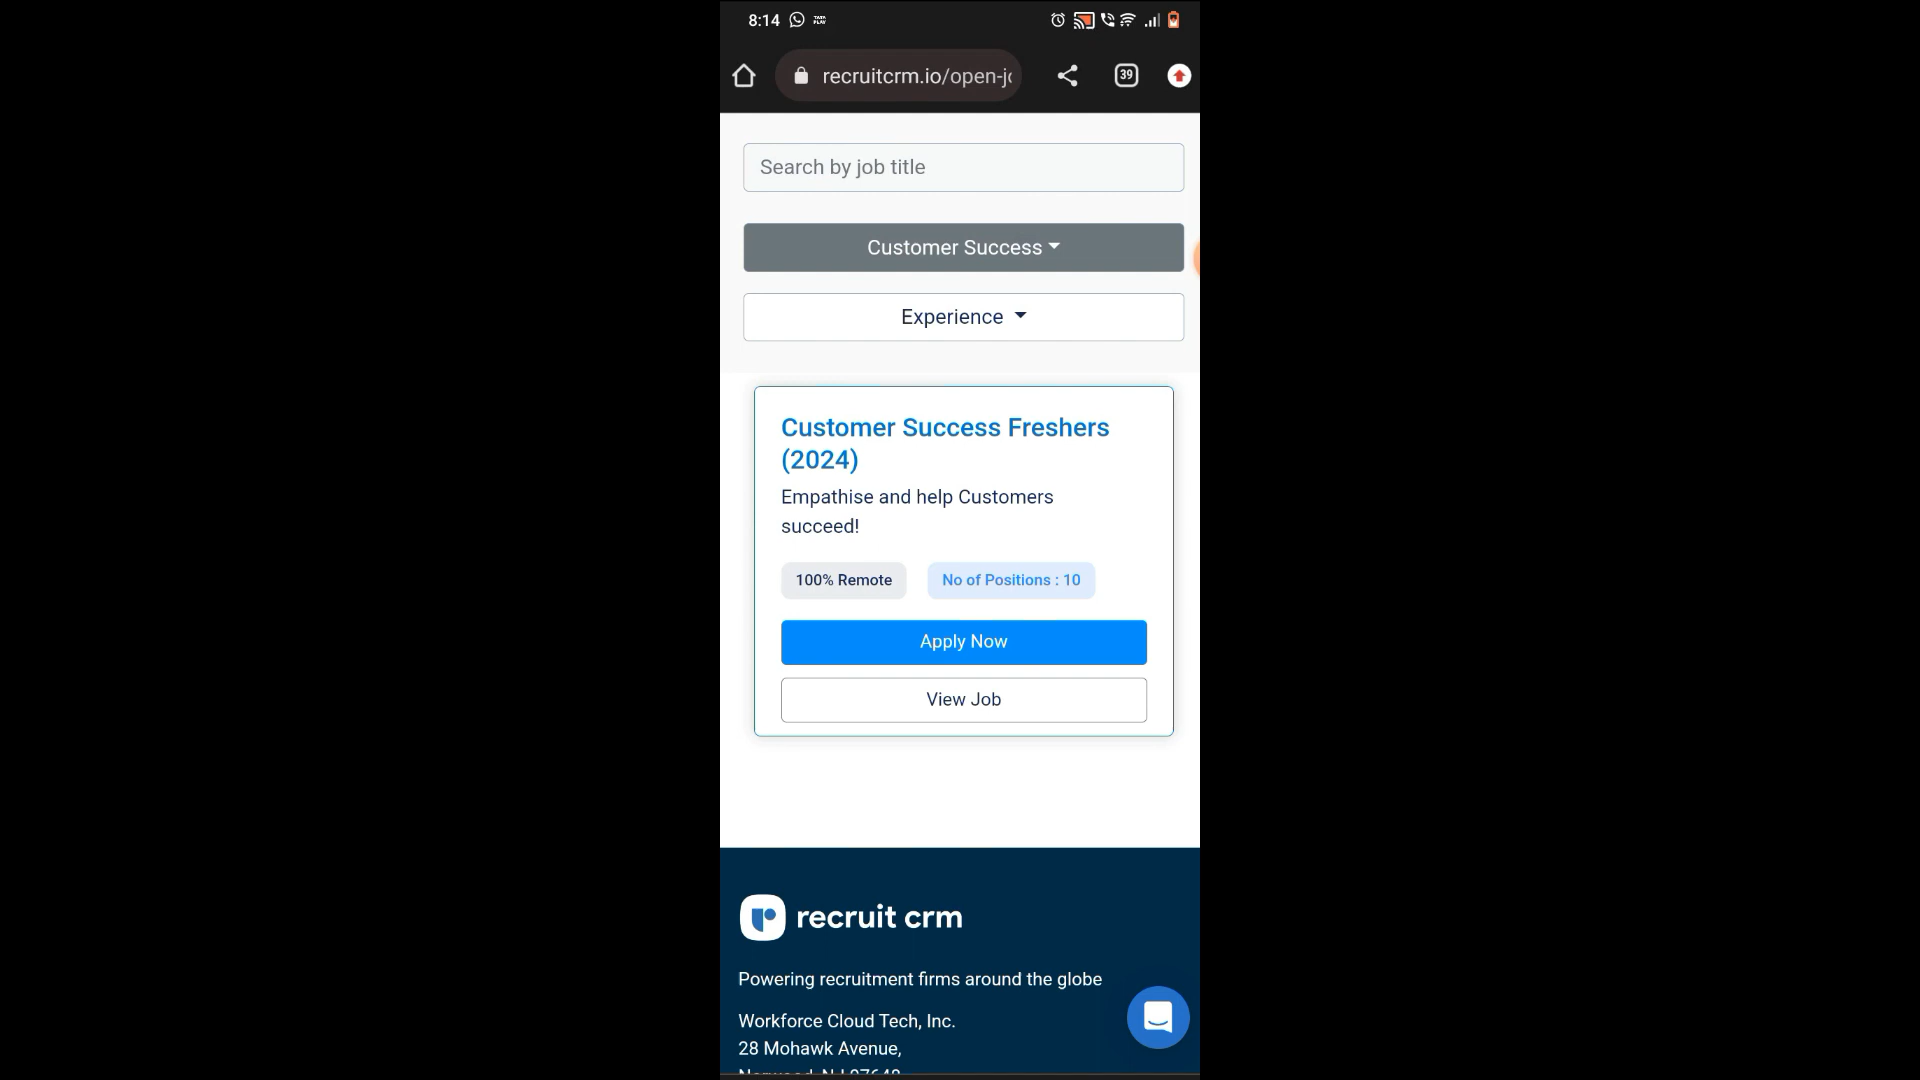 8:14
recruitcrm.io/open-jo
39
Search by job title
Customer Success
Experience
Customer Success Freshers
(2024)
Empathise and help Customers
succeed!
100% Remote
No of Positions : 10
Apply Now
View Job
recruit crm
Powering recruitment firms around the globe
Workforce Cloud Tech, Inc.
28 Mohawk Avenue,